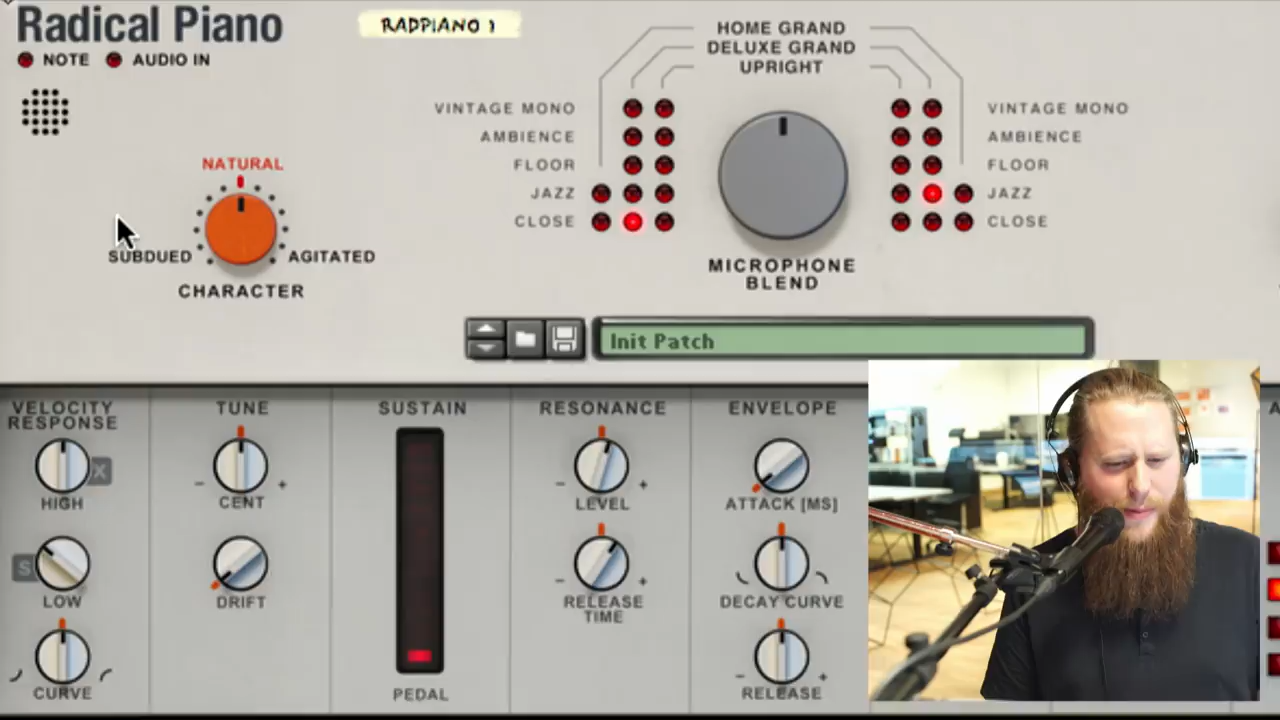 Radical Piano
RADPIANO 1
NOTE
AUDIO IN
HOME GRAND
DELUXE GRAND
UPRIGHT
VINTAGE MONO
AMBIENCE
FLOOR
JAZZ
CLOSE
VINTAGE MONO
AMBIENCE
FLOOR
JAZZ
CLOSE
NATURAL
SUBDUED
AGITATED
CHARACTER
MICROPHONE
BLEND
Init Patch
VELOCITY
RESPONSE
X
HIGH
S
LOW
CURVE
TUNE
- +
CENT
DRIFT
SUSTAIN
PEDAL
RESONANCE
- +
LEVEL
- +
RELEASE
TIME
ENVELOPE
ATTACK [MS]
DECAY CURVE
- +
RELEASE
A